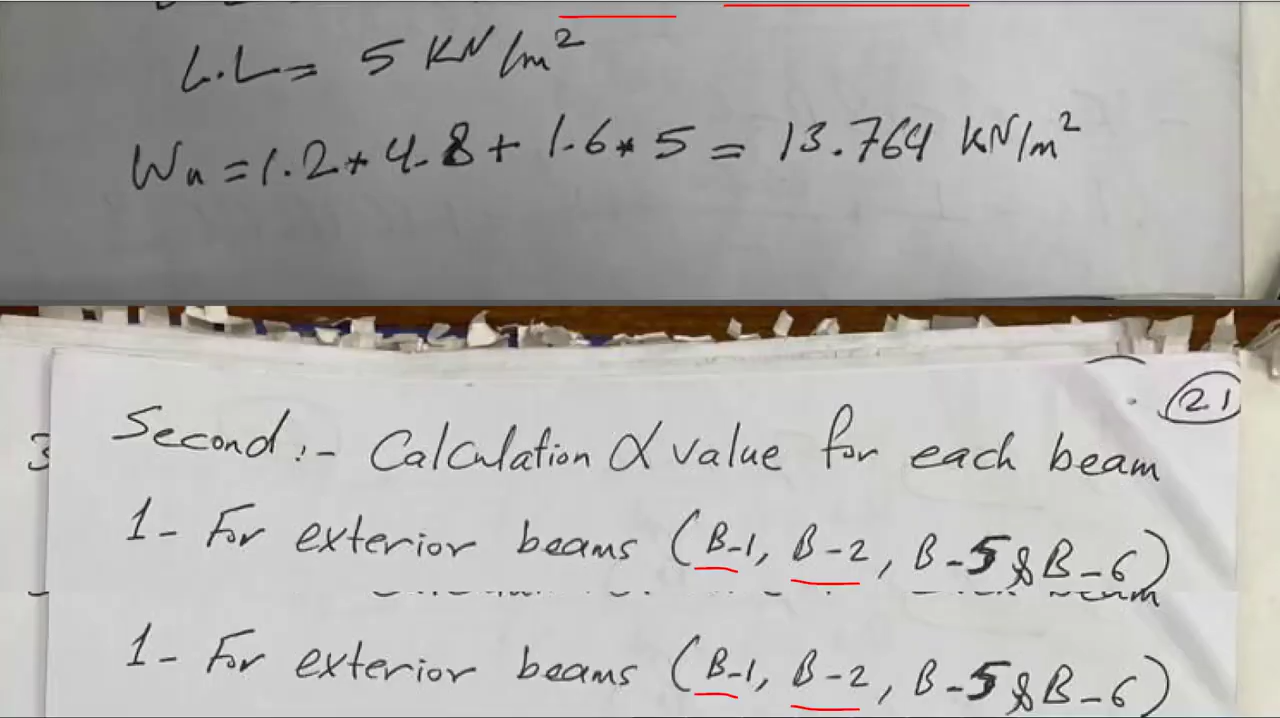 L.L = 5 KN/m²
Wu = 1.2 * 4.8 + 1.6 * 5 = 13.764 KN/m²
21
Second :- Calculation α value for each beam
1- For exterior beams (B-1, B-2, B-5 & B-6)
1- For exterior beams (B-1, B-2, B-5 & B-6)